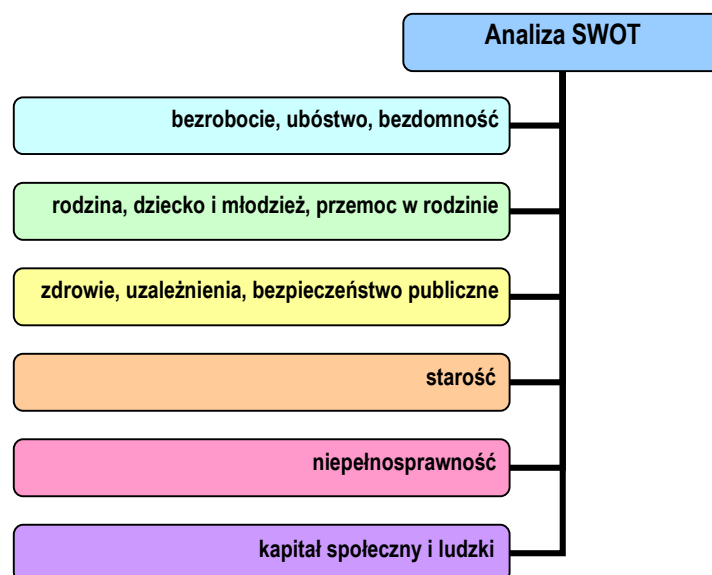 Analiza SWOT
bezrobocie, ubóstwo, bezdomność
rodzina, dziecko i młodzież, przemoc w rodzinie
zdrowie, uzależnienia, bezpieczeństwo publiczne
starość
niepełnosprawność
kapitał społeczny i ludzki